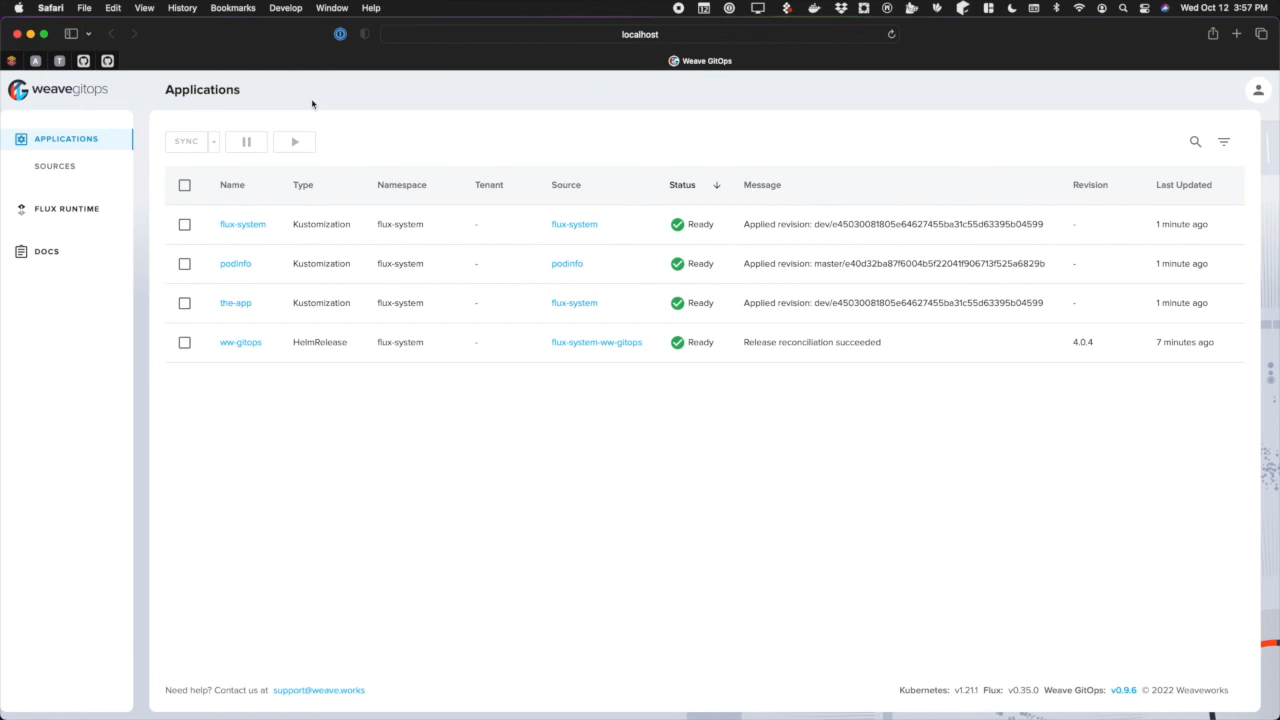 Safari File Edit View History Bookmarks Develop Window Help Wed Oct 12 3:57 PM
localhost
Weave GitOps
weavegitops Applications
APPLICATIONS
SOURCES
FLUX RUNTIME
DOCS
SYNC
Name Type Namespace Tenant Source Status Message Revision Last Updated
flux-system Kustomization flux-system - flux-system Ready Applied revision: dev/e45030081805e64627455ba31c55d63395b04599 - 1 minute ago
podinfo Kustomization flux-system - podinfo Ready Applied revision: master/e40d32ba87f6004b5f22041f906713f525a6829b - 1 minute ago
the-app Kustomization flux-system - flux-system Ready Applied revision: dev/e45030081805e64627455ba31c55d63395b04599 - 1 minute ago
ww-gitops HelmRelease flux-system - flux-system-ww-gitops Ready Release reconciliation succeeded 4.0.4 7 minutes ago
Need help? Contact us at support@weave.works Kubernetes: v1.21.1 Flux: v0.35.0 Weave GitOps: v0.9.6 © 2022 Weaveworks